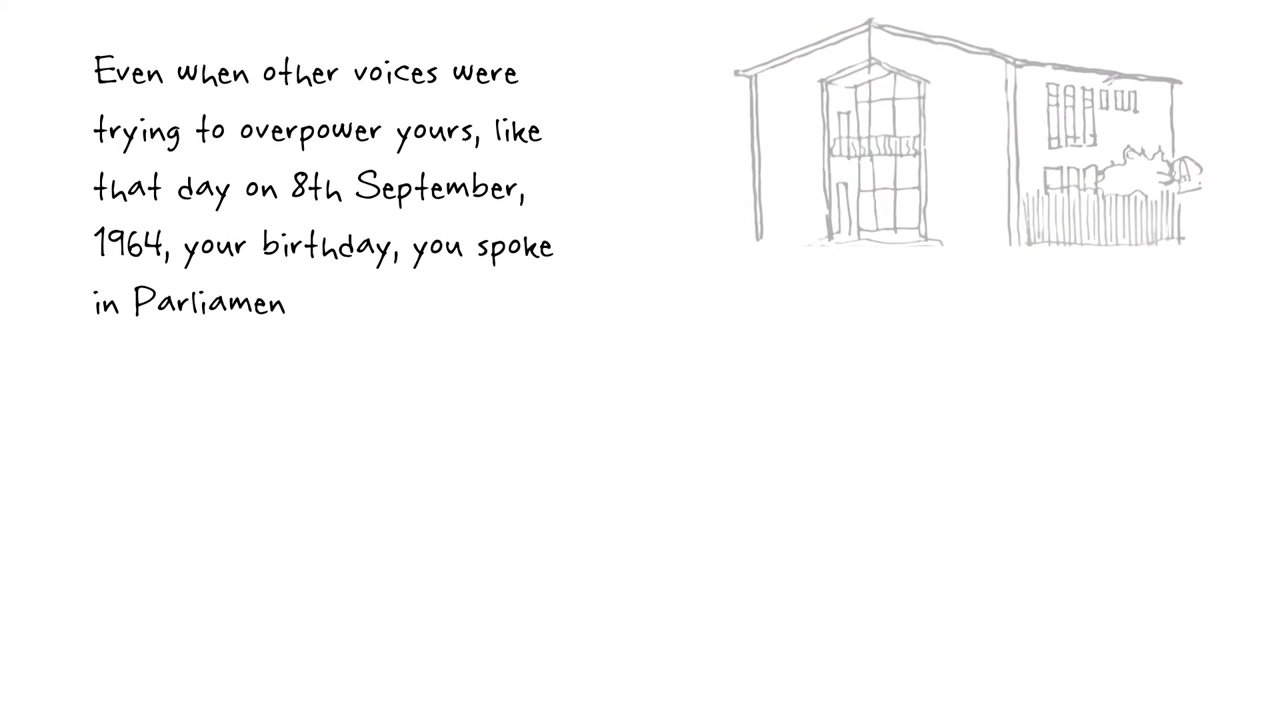 Even when other voices were
trying to overpower yours, like
that day on 8th September,
1964, your birthday, you spoke
in Parliamen